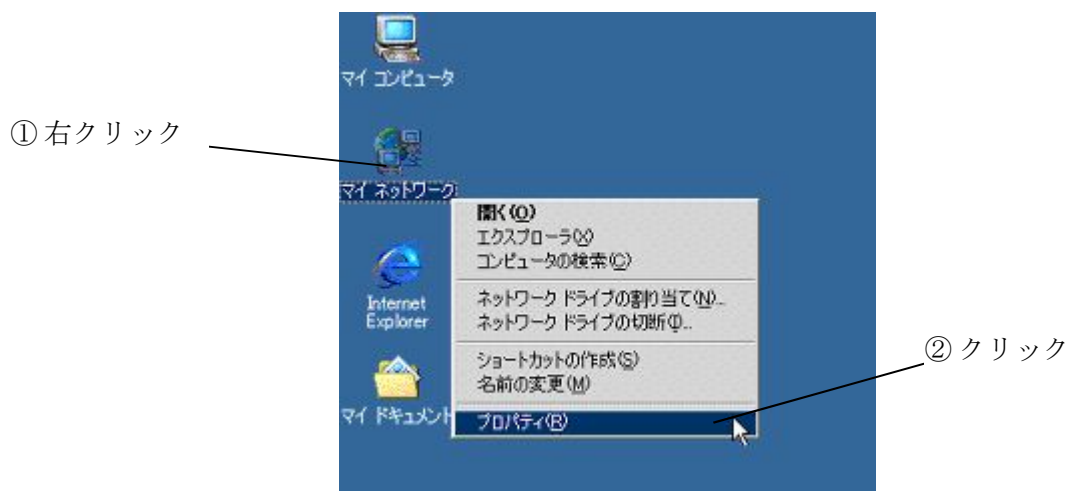 マイ コンピュータ
① 右クリック
マイ ネットワーク
開く(O)
エクスプローラ(X)
コンピュータの検索(C)
Internet
Explorer
ネットワーク ドライブの割り当て(N)...
ネットワーク ドライブの切断(I)...
ショートカットの作成(S)
名前の変更(M)
② クリック
マイ ドキュメント
プロパティ(R)